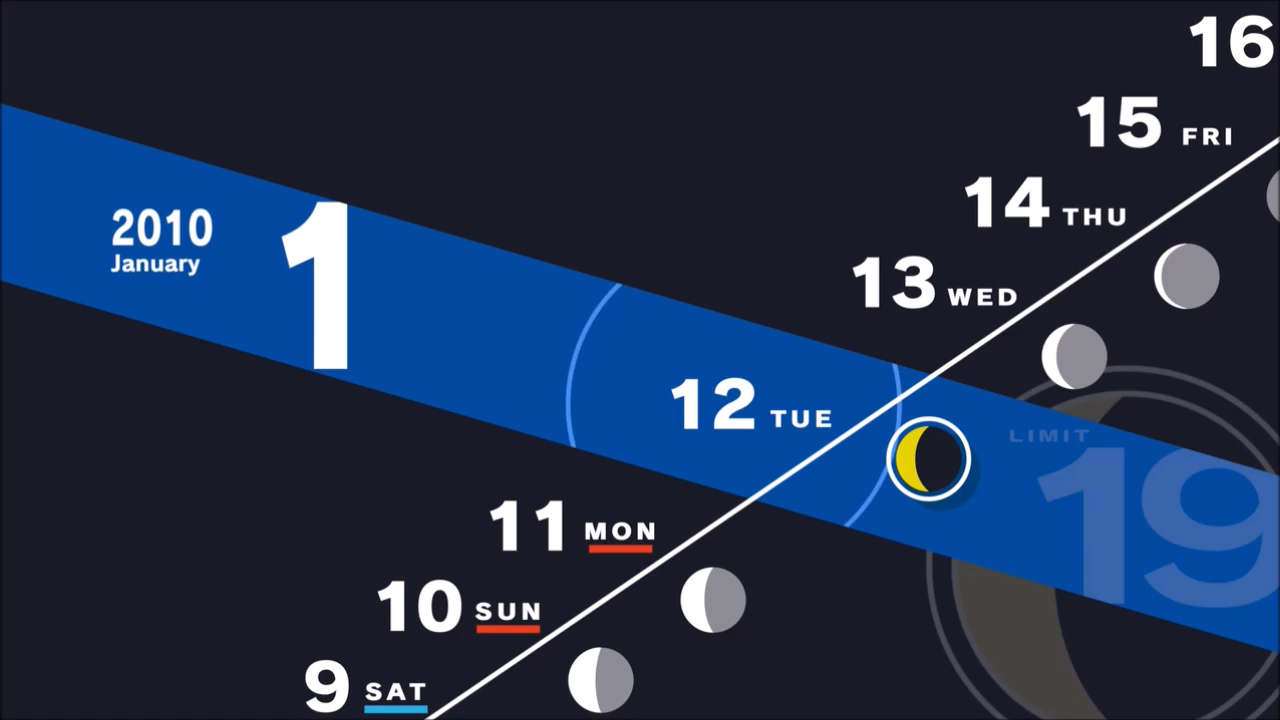 16
15 FRI
14 THU
2010
January
1
13 WED
12 TUE
LIMIT
19
11 MON
10 SUN
9 SAT